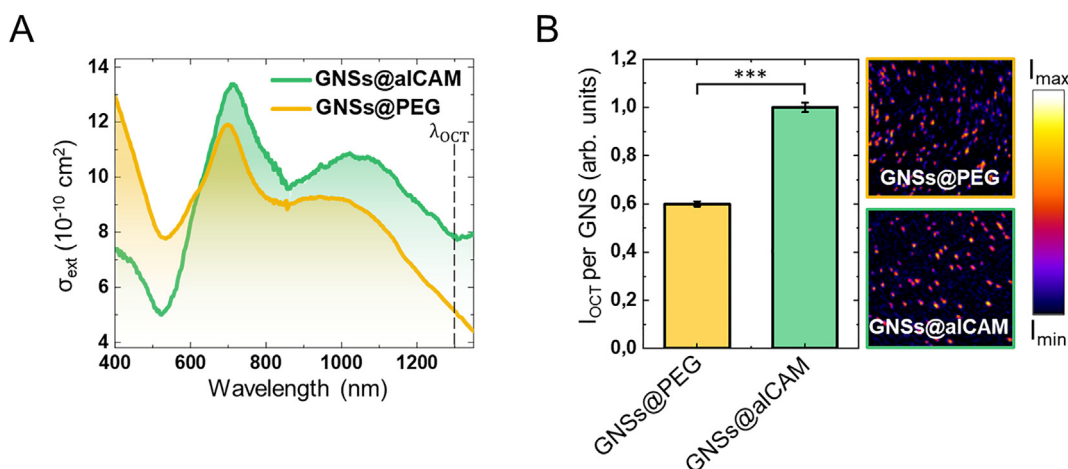 A
σext (10⁻¹⁰ cm²)
14
12
10
8
6
4
GNSs@aICAM
GNSs@PEG
λOCT
400
600
800
1000
1200
Wavelength (nm)
B
IOCT per GNS (arb. units)
1,2
1,0
0,8
0,6
0,4
0,2
0,0
***
GNSs@PEG
GNSs@aICAM
GNSs@PEG
GNSs@aICAM
Imax
Imin